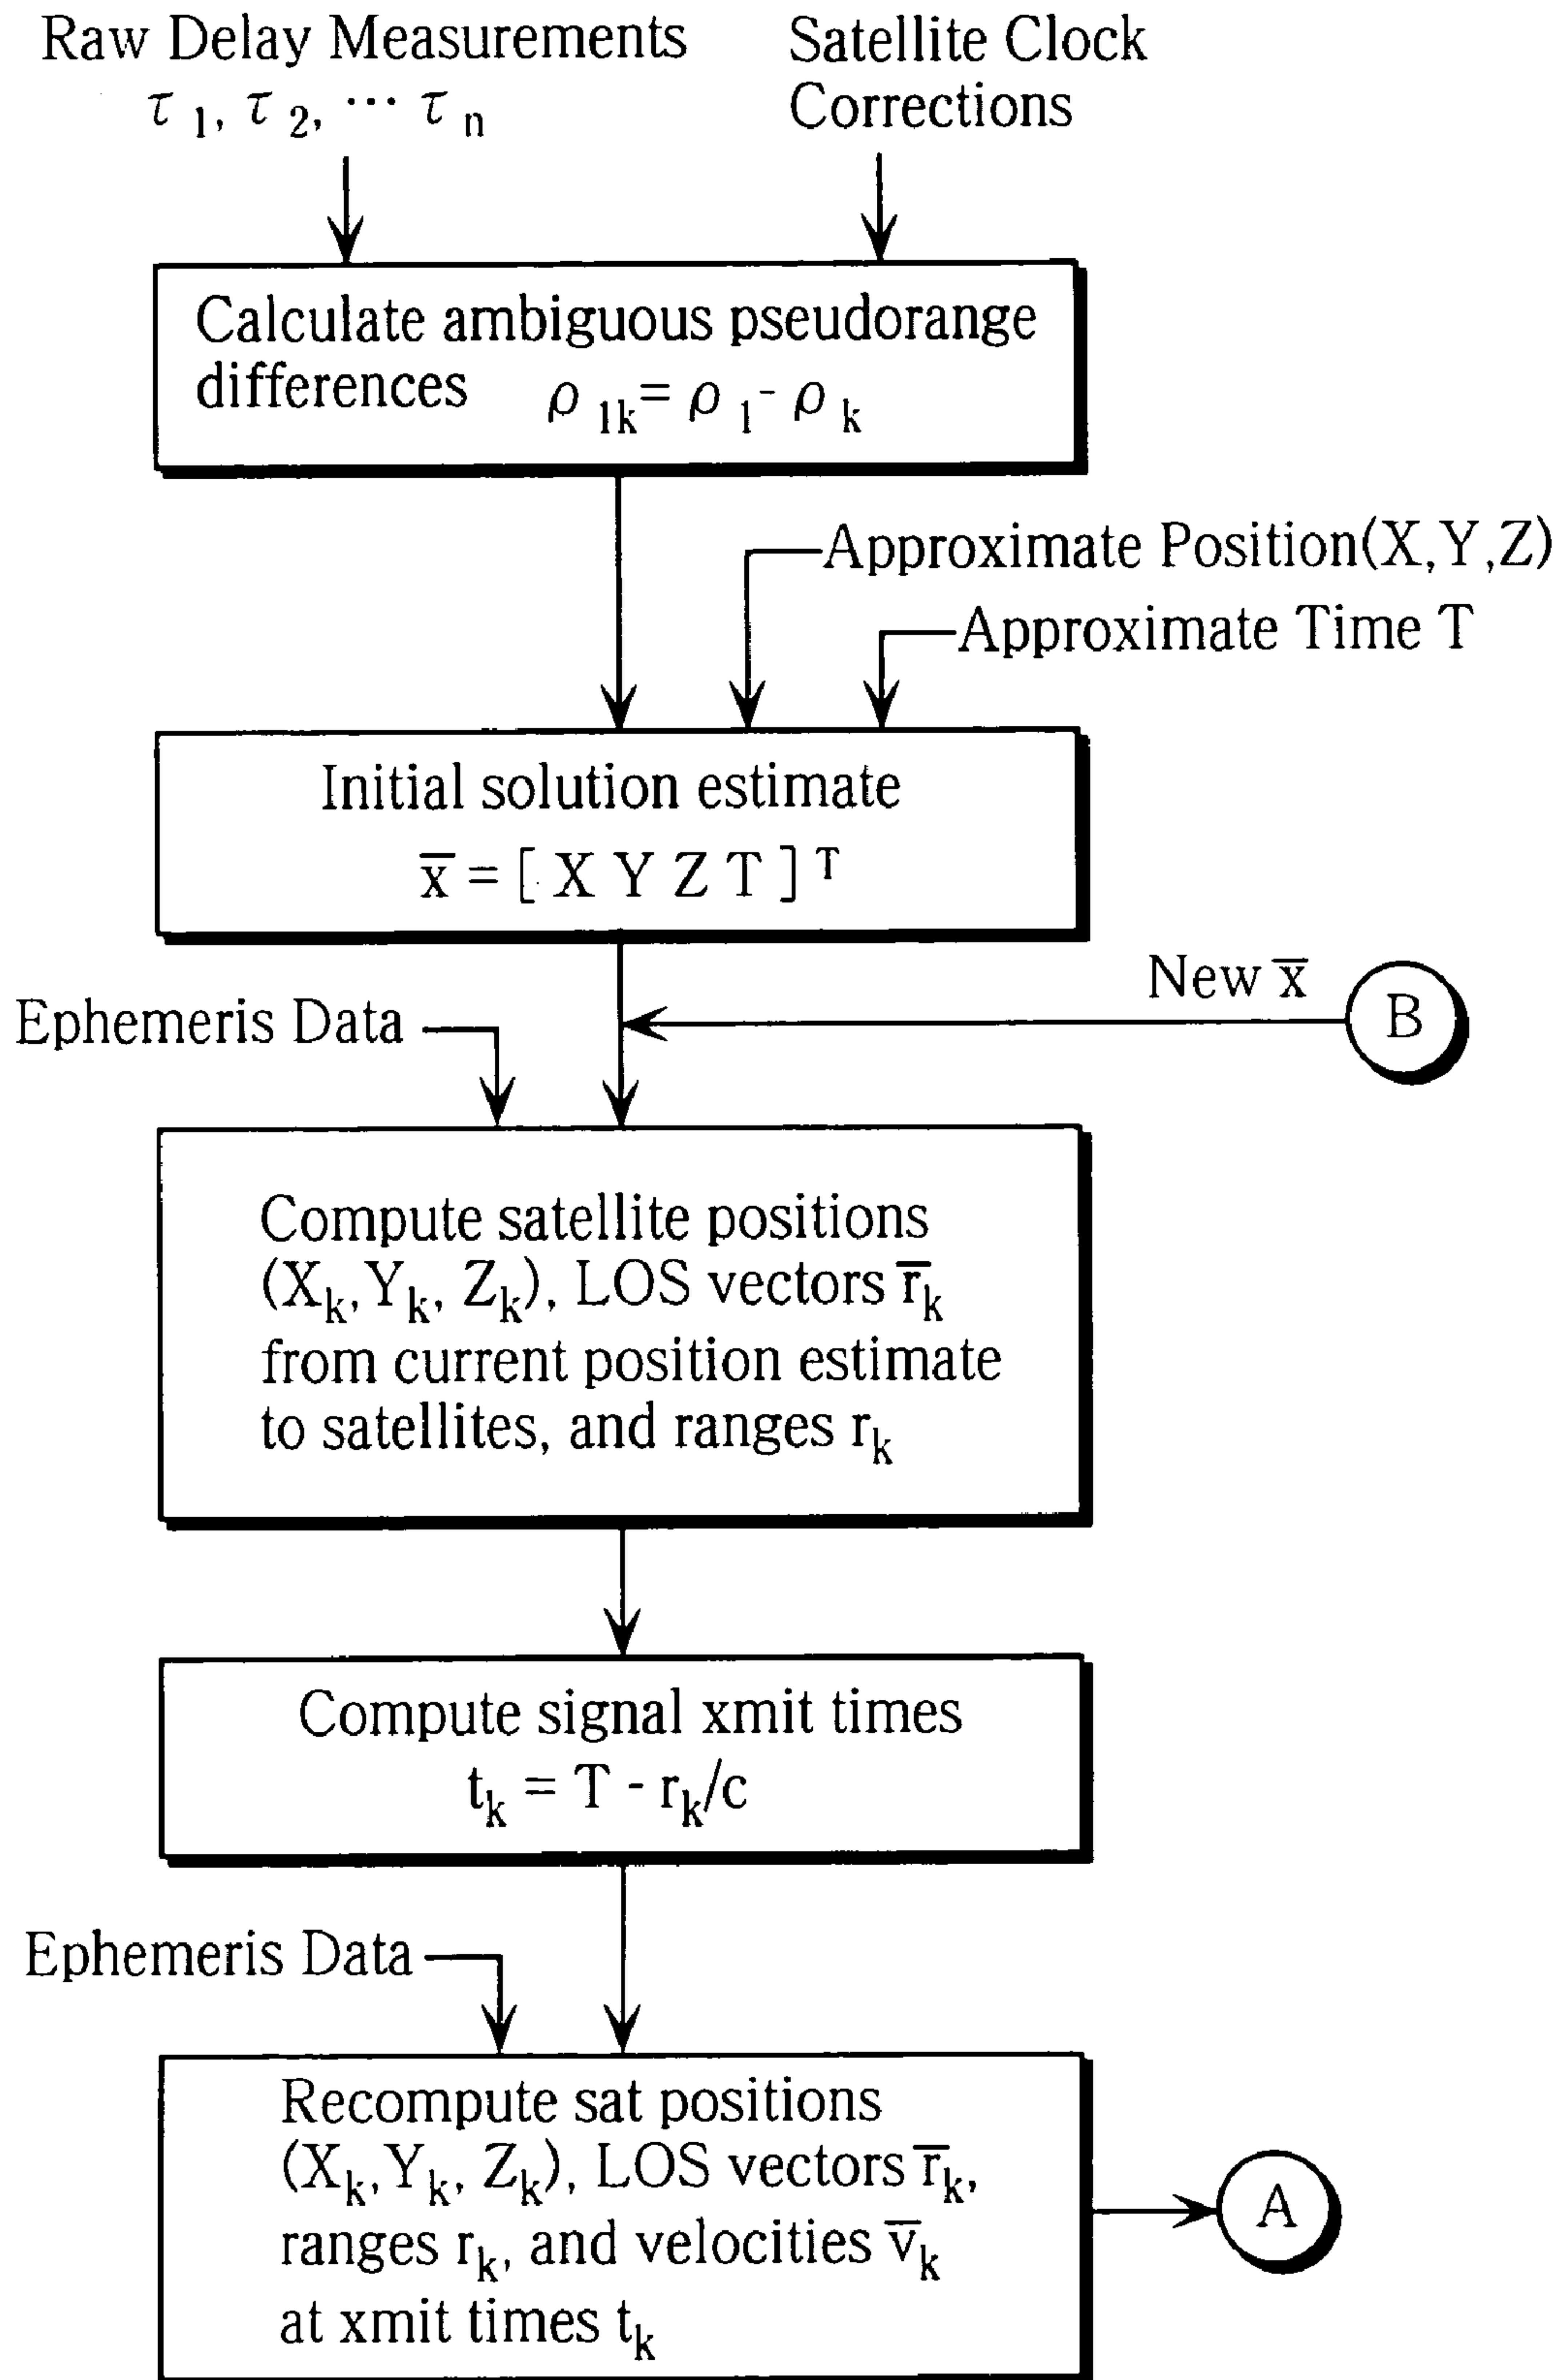 Raw Delay Measurements
τ 1, τ 2, ··· τ n
Satellite Clock
Corrections
Calculate ambiguous pseudorange
differences ρ 1k= ρ 1- ρ k
Approximate Position(X,Y,Z)
Approximate Time T
Initial solution estimate
x̅ = [ X Y Z T ] T
New x̅
B
Ephemeris Data
Compute satellite positions
(Xk,Yk, Zk), LOS vectors r̅k
from current position estimate
to satellites, and ranges rk
Compute signal xmit times
tk = T - rk/c
Ephemeris Data
Recompute sat positions
(Xk,Yk, Zk), LOS vectors r̅k,
ranges rk, and velocities v̅k
at xmit times tk
A